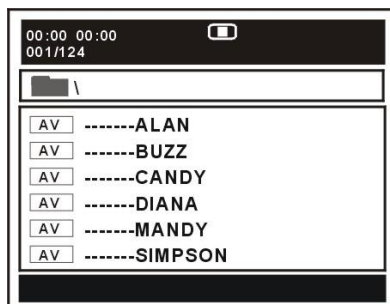 00:00 00:00
001/124
\
AV -------ALAN
AV -------BUZZ
AV -------CANDY
AV -------DIANA
AV -------MANDY
AV -------SIMPSON